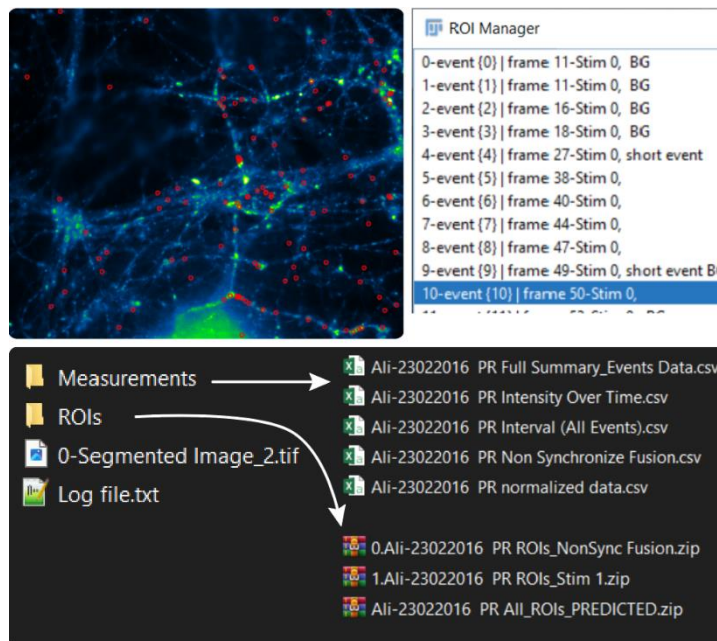 ROI Manager
0-event {0} | frame 11-Stim 0, BG
1-event {1} | frame 11-Stim 0, BG
2-event {2} | frame 16-Stim 0, BG
3-event {3} | frame 18-Stim 0, BG
4-event {4} | frame 27-Stim 0, short event
5-event {5} | frame 38-Stim 0,
6-event {6} | frame 40-Stim 0,
7-event {7} | frame 44-Stim 0,
8-event {8} | frame 47-Stim 0,
9-event {9} | frame 49-Stim 0, short event B
10-event {10} | frame 50-Stim 0,
Measurements
ROIs
0-Segmented Image_2.tif
Log file.txt
Ali-23022016 PR Full Summary_Events Data.csv
Ali-23022016 PR Intensity Over Time.csv
Ali-23022016 PR Interval (All Events).csv
Ali-23022016 PR Non Synchronize Fusion.csv
Ali-23022016 PR normalized data.csv
0.Ali-23022016 PR ROIs_NonSync Fusion.zip
1.Ali-23022016 PR ROIs_Stim 1.zip
Ali-23022016 PR All_ROIs_PREDICTED.zip